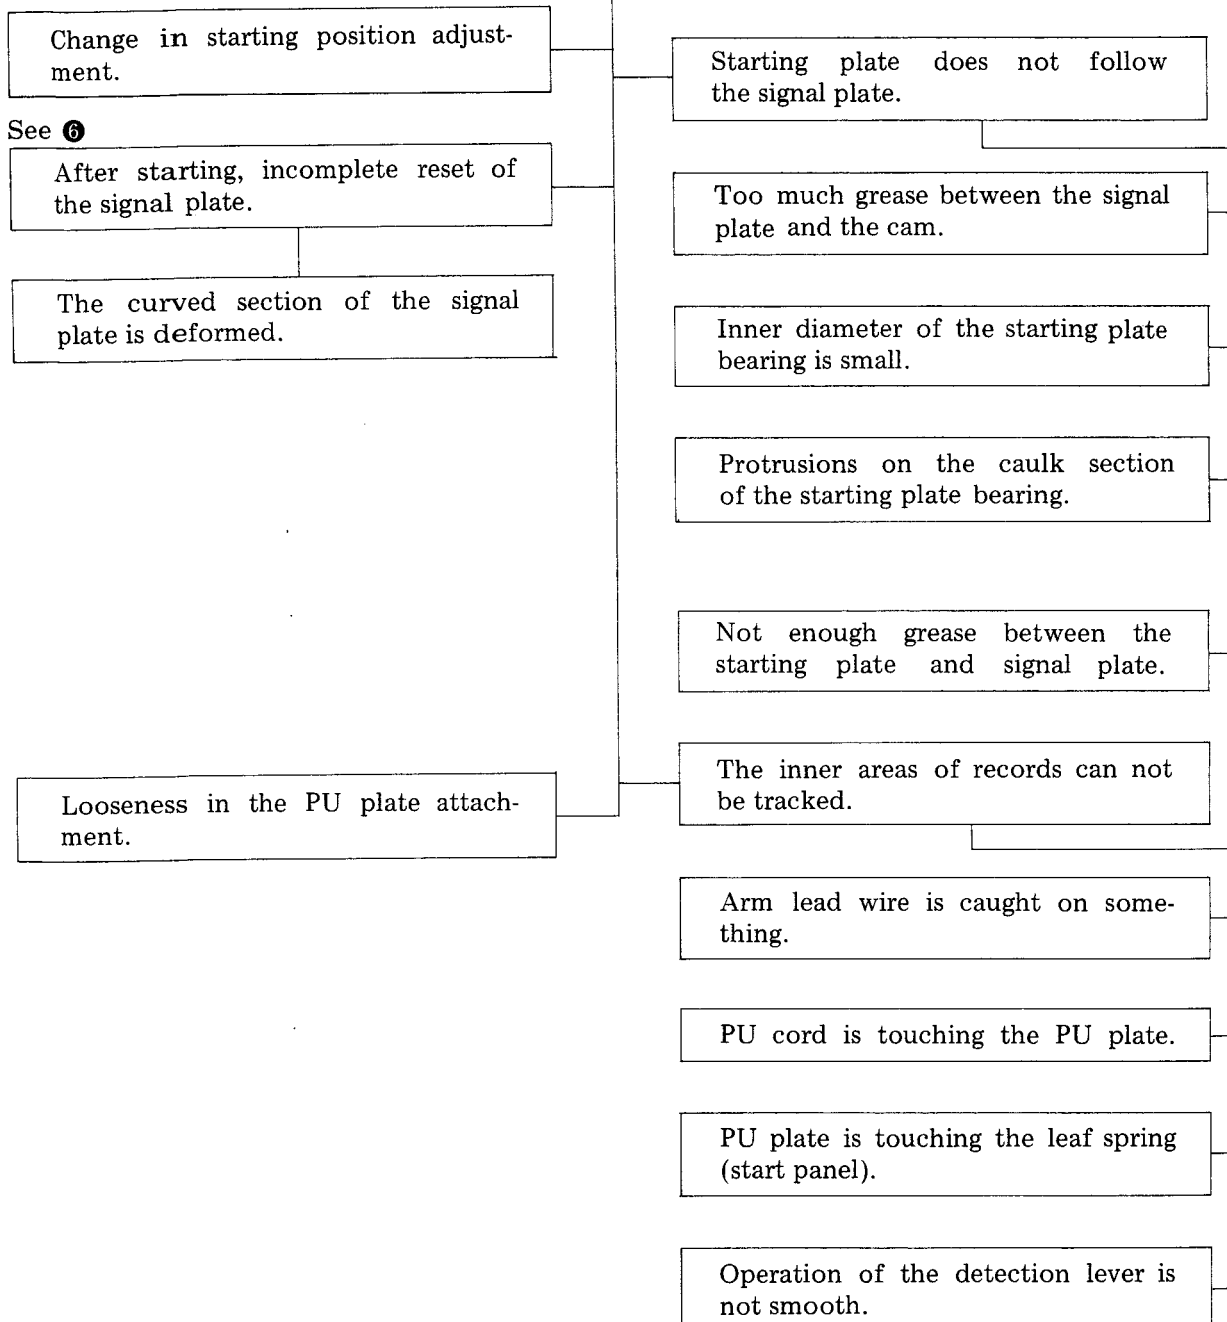 Change in starting position adjust-
ment.
See ❻
After starting, incomplete reset of
the signal plate.
The curved section of the signal
plate is deformed.
Looseness in the PU plate attach-
ment.
Starting plate does not follow
the signal plate.
Too much grease between the signal
plate and the cam.
Inner diameter of the starting plate
bearing is small.
Protrusions on the caulk section
of the starting plate bearing.
Not enough grease between the
starting plate and signal plate.
The inner areas of records can not
be tracked.
Arm lead wire is caught on some-
thing.
PU cord is touching the PU plate.
PU plate is touching the leaf spring
(start panel).
Operation of the detection lever is
not smooth.